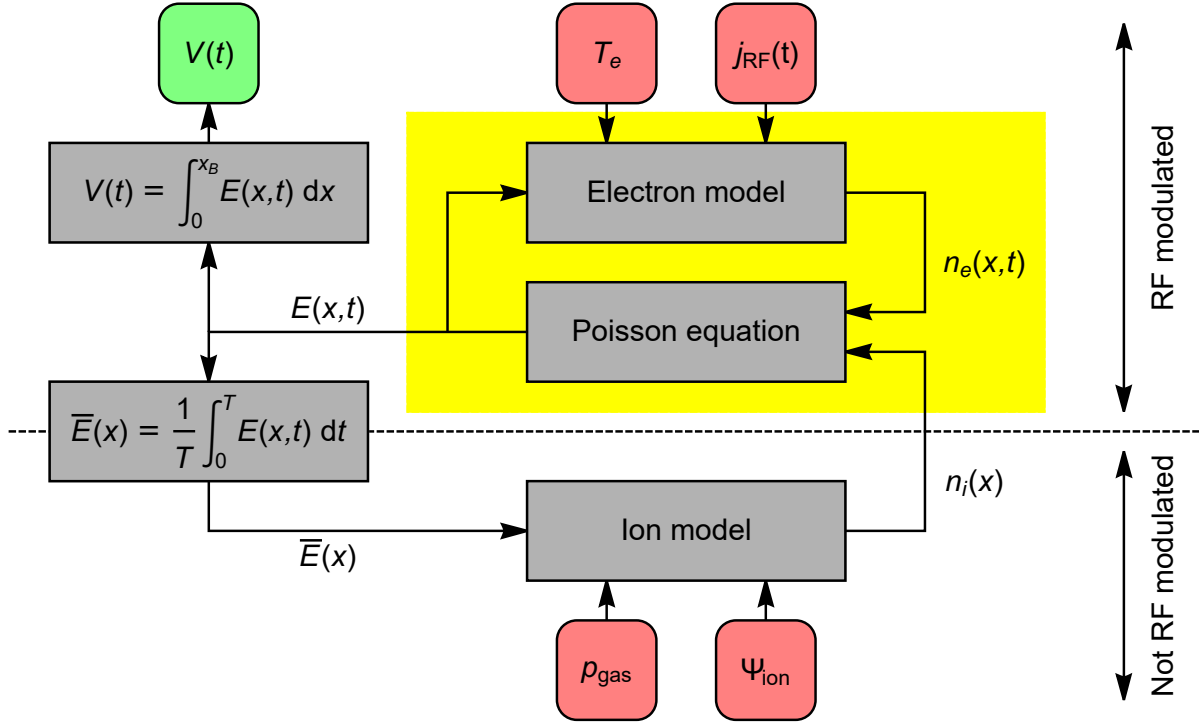 V(t)
T_e
j_RF(t)
V(t) = ∫_0^{x_B} E(x,t) dx
Electron model
RF modulated
n_e(x,t)
E(x,t)
Poisson equation
E̅(x) = 1/T ∫_0^T E(x,t) dt
n_i(x)
Ion model
E̅(x)
Not RF modulated
p_gas
Ψ_ion